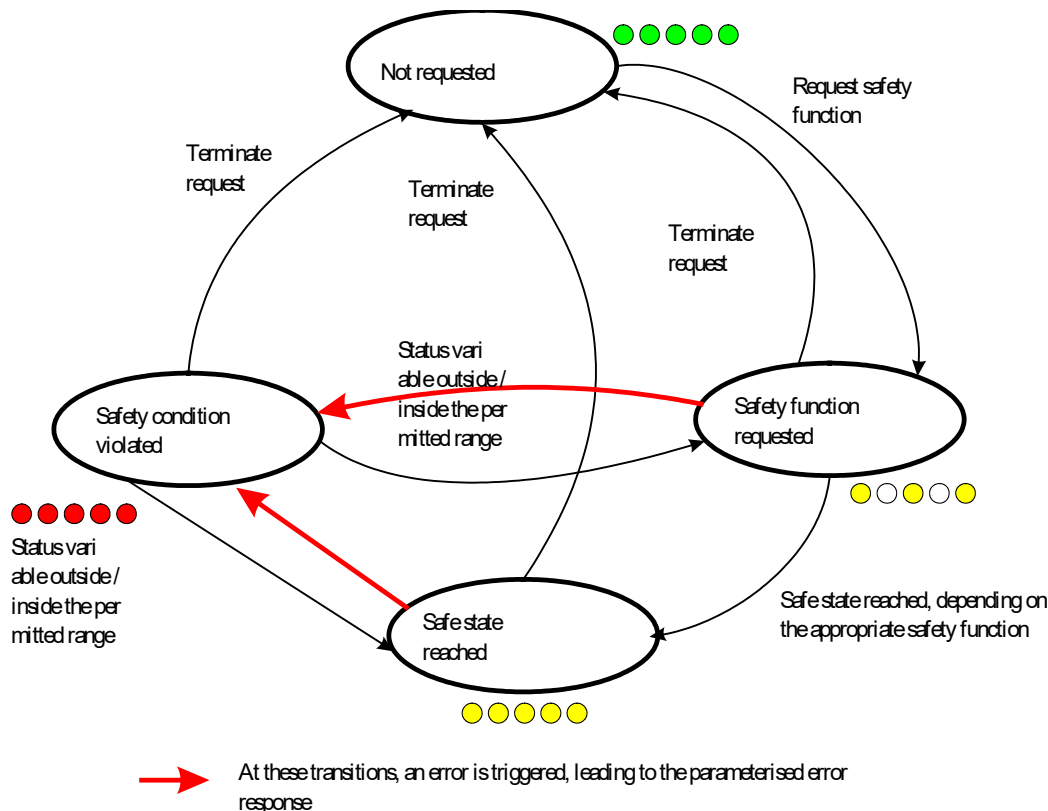 Not requested
Request safety
function
Terminate
request
Terminate
request
Terminate
request
Status vari
able outside /
inside the per
mitted range
Safety condition
violated
Safety function
requested
Status vari
able outside /
inside the per
mitted range
Safe state
reached
Safe state reached, depending on
the appropriate safety function
At these transitions, an error is triggered, leading to the parameterised error
response